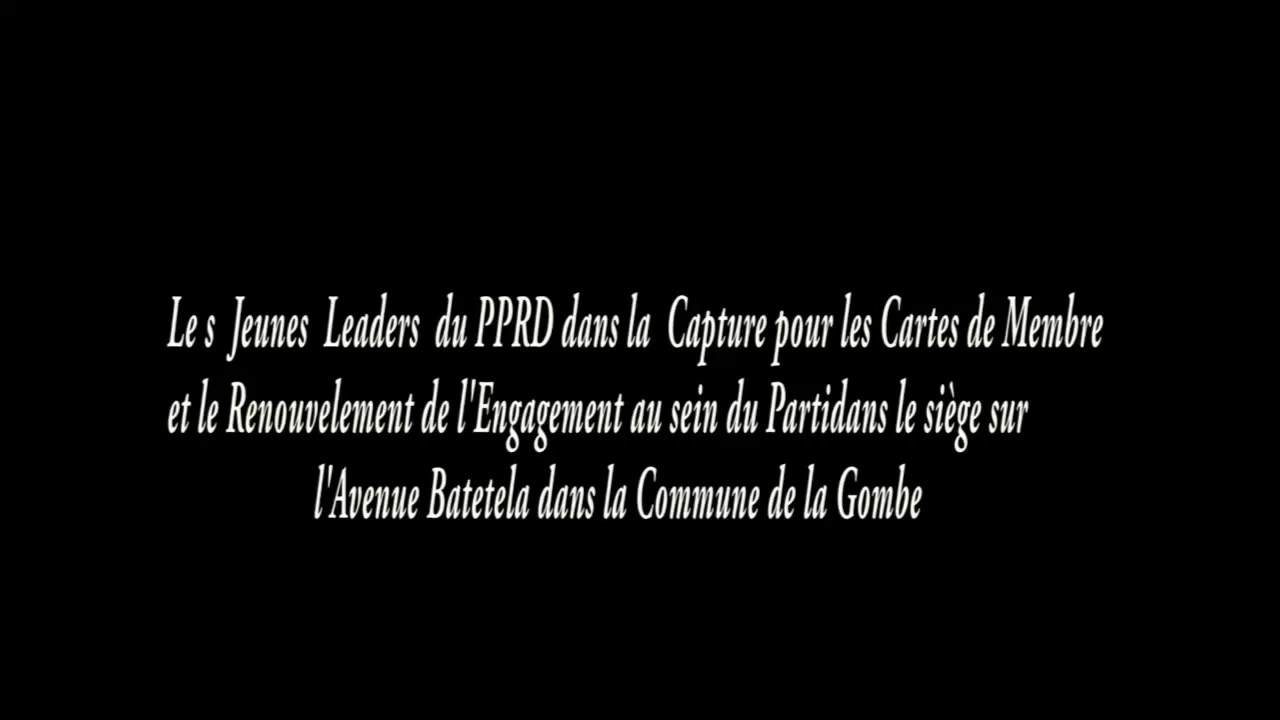 Le s Jeunes Leaders du PPRD dans la Capture pour les Cartes de Membre
et le Renouvelement de l'Engagement au sein du Partidans le siège sur
l'Avenue Batetela dans la Commune de la Gombe